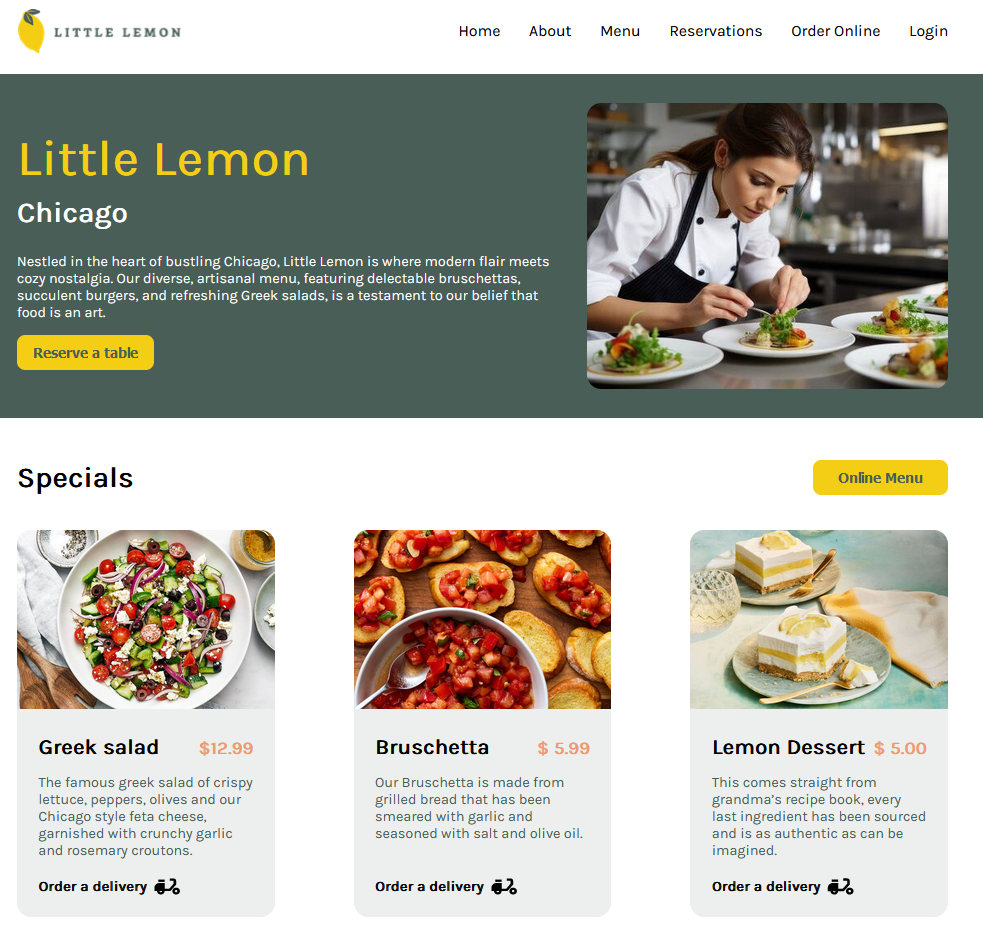 LITTLE LEMON
Home About Menu Reservations Order Online Login
Little Lemon
Chicago
Nestled in the heart of bustling Chicago, Little Lemon is where modern flair meets
cozy nostalgia. Our diverse, artisanal menu, featuring delectable bruschettas,
succulent burgers, and refreshing Greek salads, is a testament to our belief that
food is an art.
Reserve a table
Specials
Online Menu
Greek salad $12.99
The famous greek salad of crispy
lettuce, peppers, olives and our
Chicago style feta cheese,
garnished with crunchy garlic
and rosemary croutons.
Order a delivery
Bruschetta $ 5.99
Our Bruschetta is made from
grilled bread that has been
smeared with garlic and
seasoned with salt and olive oil.
Order a delivery
Lemon Dessert $ 5.00
This comes straight from
grandma’s recipe book, every
last ingredient has been sourced
and is as authentic as can be
imagined.
Order a delivery